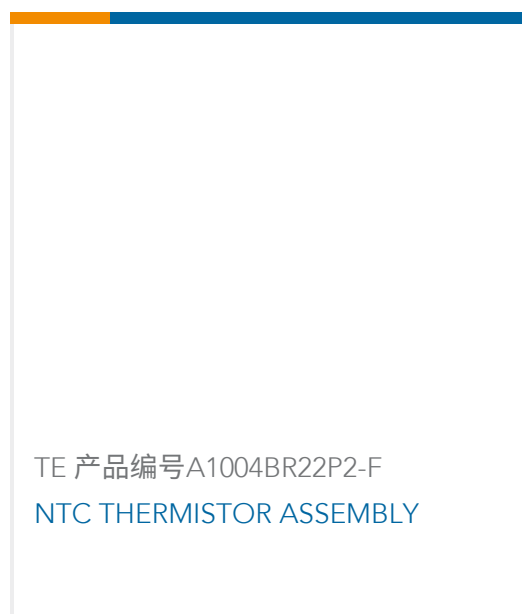 TE 产品编号A1004BR22P2-F
NTC THERMISTOR ASSEMBLY